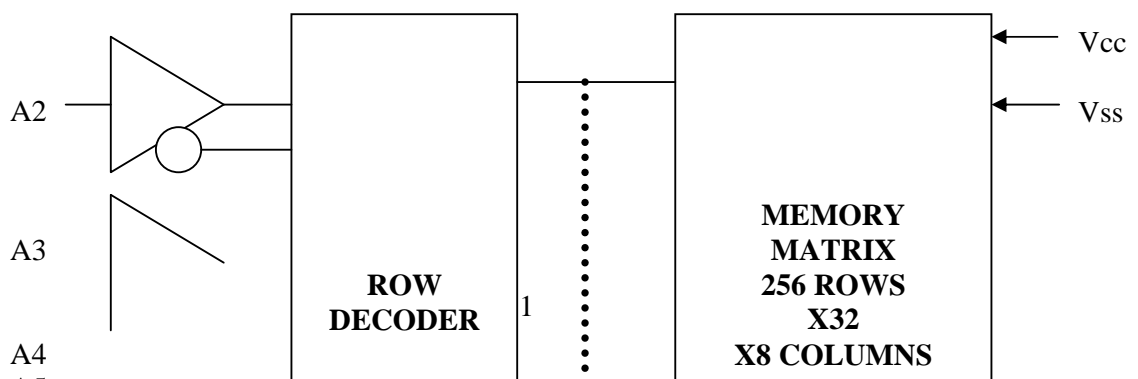 Vcc
A2
Vss
MEMORY
A3
MATRIX
ROW
256 ROWS
DECODER
1
X32
A4
X8 COLUMNS